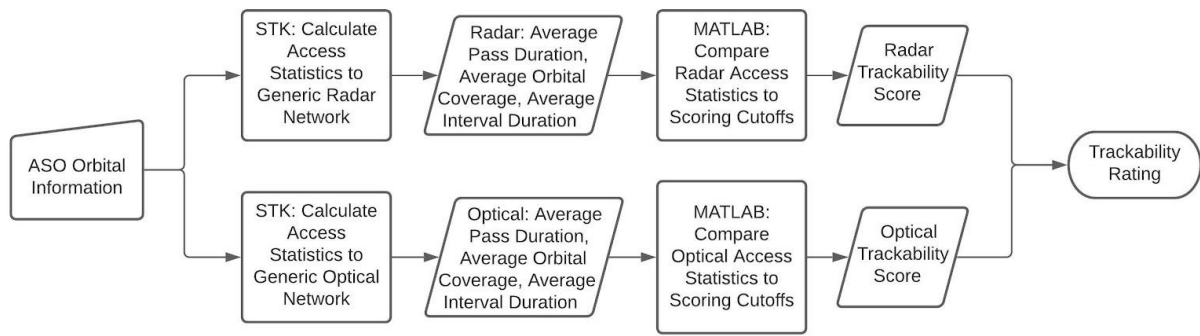 ASO Orbital
Information
STK: Calculate
Access
Statistics to
Generic Radar
Network
Radar: Average
Pass Duration,
Average Orbital
Coverage, Average
Interval Duration
MATLAB:
Compare
Radar Access
Statistics to
Scoring Cutoffs
Radar
Trackability
Score
STK: Calculate
Access
Statistics to
Generic Optical
Network
Optical: Average
Pass Duration,
Average Orbital
Coverage, Average
Interval Duration
MATLAB:
Compare
Optical Access
Statistics to
Scoring Cutoffs
Optical
Trackability
Score
Trackability
Rating